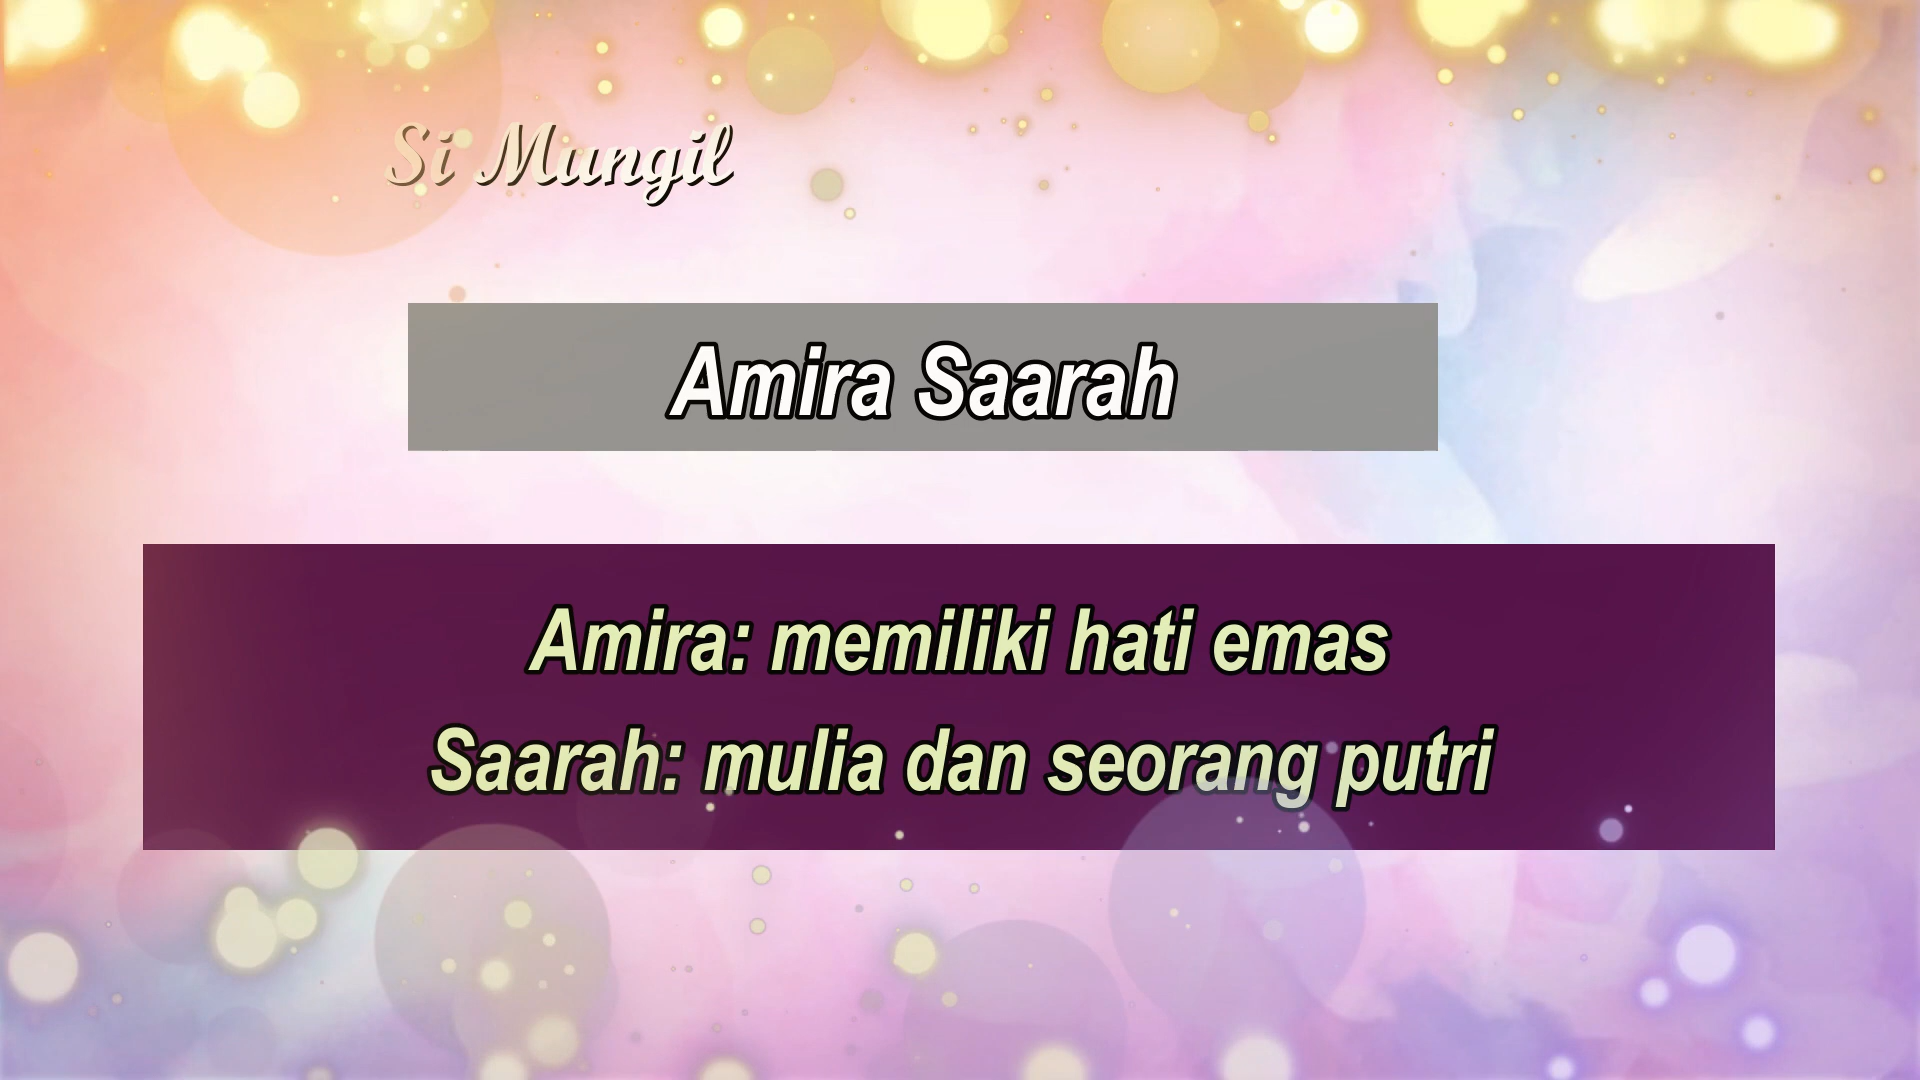 Si Mungil
Amira Saarah
Amira: memiliki hati emas
Saarah: mulia dan seorang putri